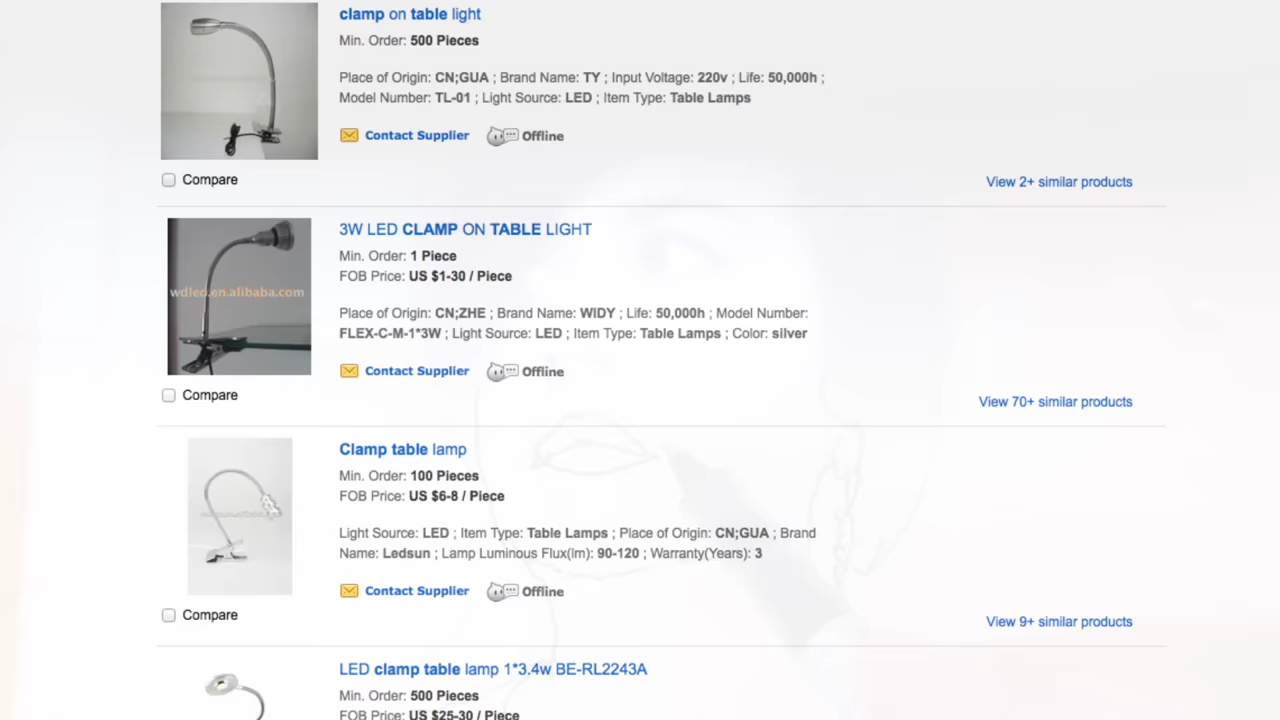 clamp on table light
Min. Order: 500 Pieces
Place of Origin: CN;GUA ; Brand Name: TY ; Input Voltage: 220v ; Life: 50,000h ;
Model Number: TL-01 ; Light Source: LED ; Item Type: Table Lamps
Contact Supplier Offline
Compare
View 2+ similar products
3W LED CLAMP ON TABLE LIGHT
Min. Order: 1 Piece
FOB Price: US $1-30 / Piece
wdled.en.alibaba.com
Place of Origin: CN;ZHE ; Brand Name: WIDY ; Life: 50,000h ; Model Number:
FLEX-C-M-1*3W ; Light Source: LED ; Item Type: Table Lamps ; Color: silver
Contact Supplier Offline
Compare
View 70+ similar products
Clamp table lamp
Min. Order: 100 Pieces
FOB Price: US $6-8 / Piece
Light Source: LED ; Item Type: Table Lamps ; Place of Origin: CN;GUA ; Brand
Name: Ledsun ; Lamp Luminous Flux(lm): 90-120 ; Warranty(Years): 3
Contact Supplier Offline
Compare
View 9+ similar products
LED clamp table lamp 1*3.4w BE-RL2243A
Min. Order: 500 Pieces
FOB Price: US $25-30 / Piece